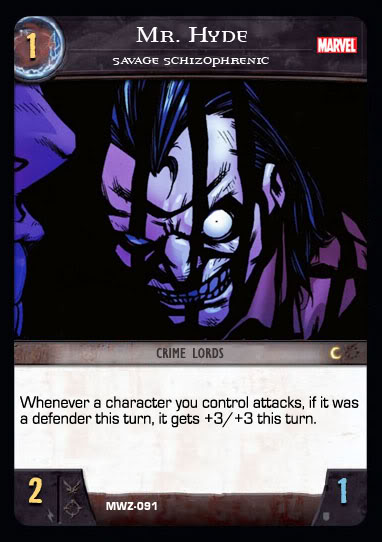 1
Mr. Hyde
MARVEL
Savage Schizophrenic
CRIME LORDS
Whenever a character you control attacks, if it was
a defender this turn, it gets +3/+3 this turn.
2
MWZ-091
1